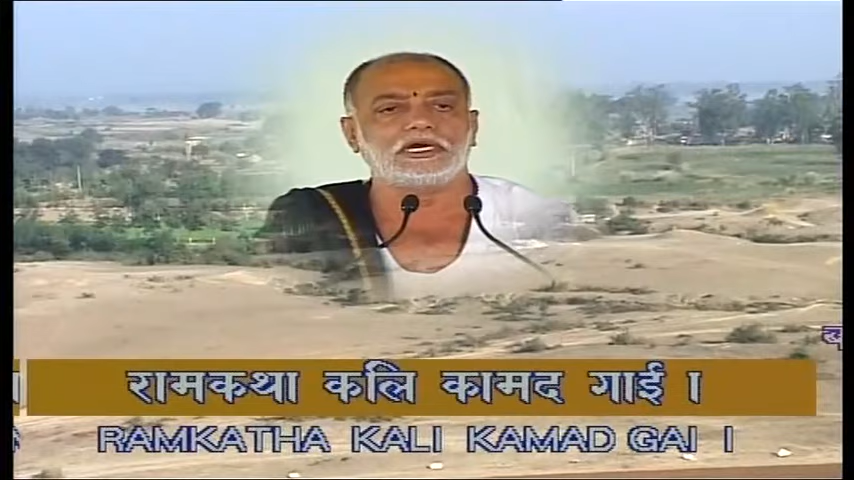 रामकथा कलि कामद गाई ।
RAMKATHA KALI KAMAD GAI ।